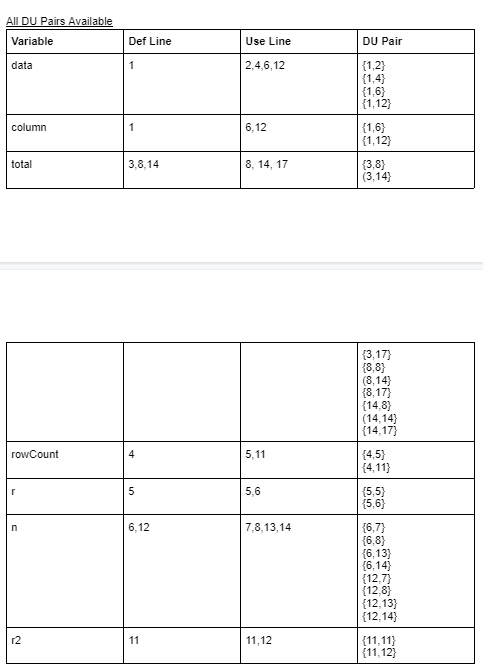 All DU Pairs Available
Variable Def Line Use Line DU Pair
data 1 2,4,6,12 {1,2}
{1,4}
{1,6}
{1,12}
column 1 6,12 {1,6}
{1,12}
total 3,8,14 8, 14, 17 {3,8}
(3,14}
{3,17}
{8,8}
(8,14}
{8,17}
{14,8}
(14,14}
{14,17}
rowCount 4 5,11 {4,5}
{4,11}
r 5 5,6 {5,5}
{5,6}
n 6,12 7,8,13,14 {6,7}
{6,8}
{6,13}
{6,14}
{12,7}
{12,8}
{12,13}
{12,14}
r2 11 11,12 {11,11}
{11,12}